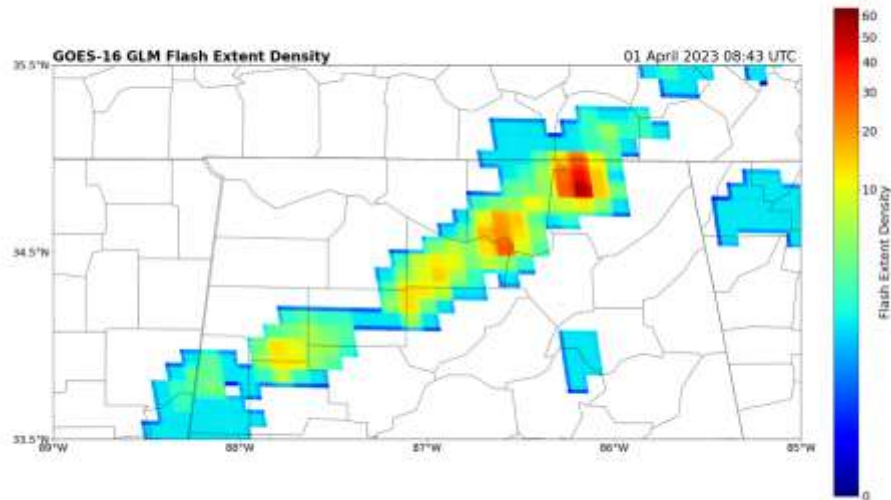 GOES-16 GLM Flash Extent Density 01 April 2023 08:43 UTC
35.5°N
34.5°N
33.5°N
89°W 88°W 87°W 86°W 85°W
60
50
40
30
20
10
0
Flash Extent Density